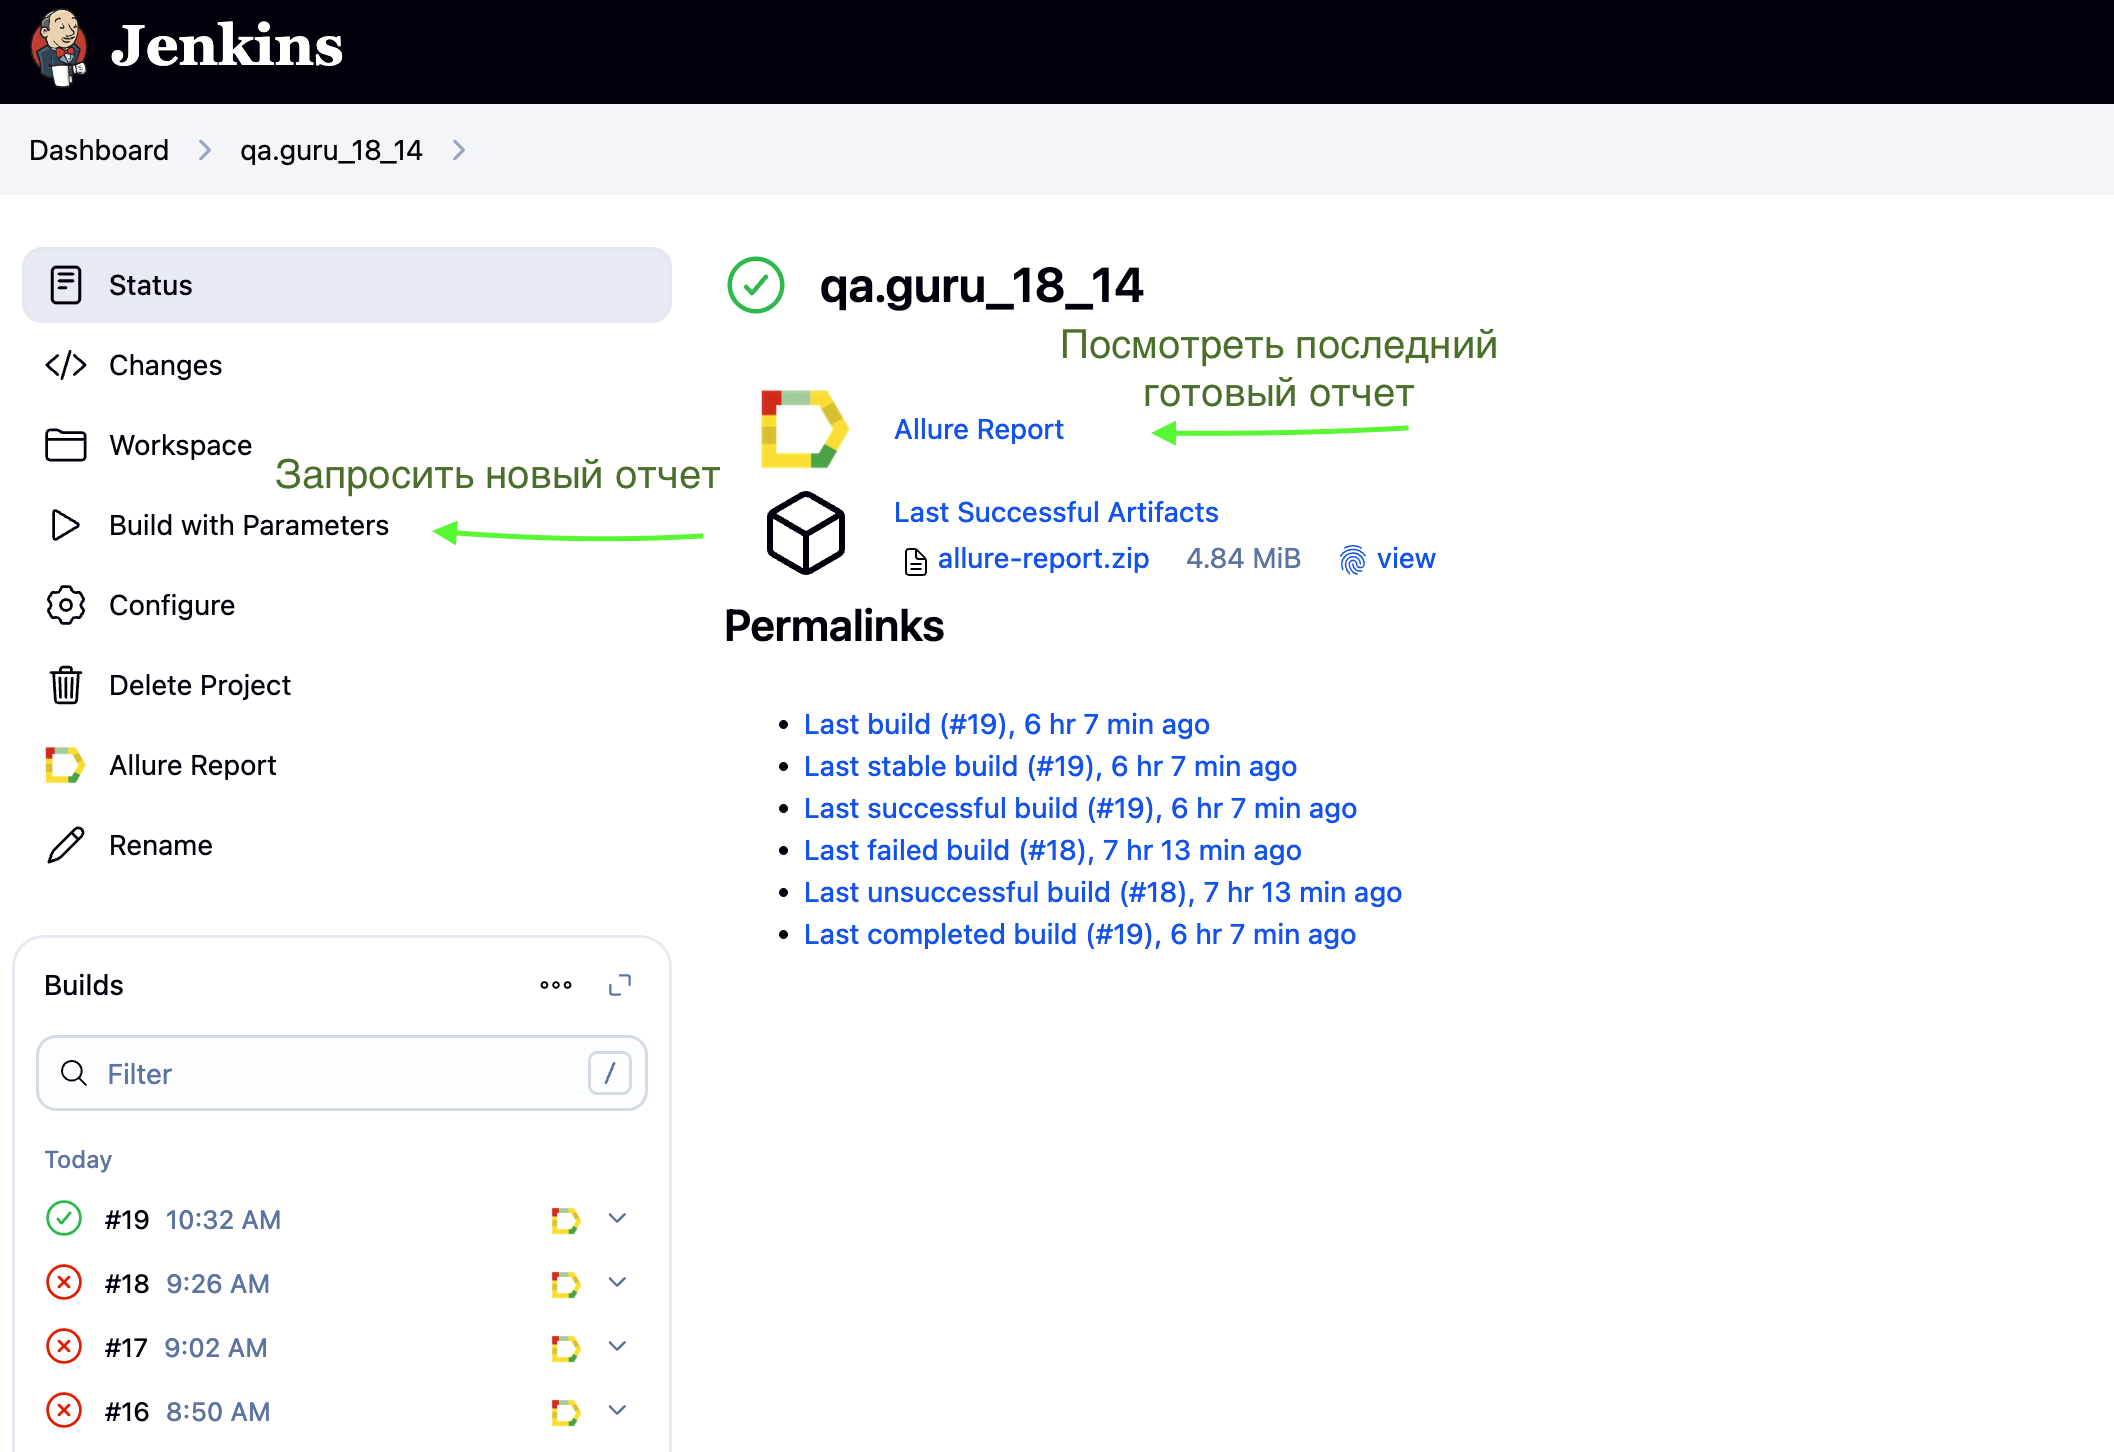 Jenkins
Dashboard
qa.guru_18_14
Status
Changes
Workspace
Запросить новый отчет
Build with Parameters
Configure
Delete Project
Allure Report
Rename
qa.guru_18_14
Посмотреть последний
готовый отчет
Allure Report
Last Successful Artifacts
allure-report.zip 4.84 MiB view
Permalinks
Last build (#19), 6 hr 7 min ago
Last stable build (#19), 6 hr 7 min ago
Last successful build (#19), 6 hr 7 min ago
Last failed build (#18), 7 hr 13 min ago
Last unsuccessful build (#18), 7 hr 13 min ago
Last completed build (#19), 6 hr 7 min ago
Builds
Filter /
Today
#19 10:32 AM
#18 9:26 AM
#17 9:02 AM
#16 8:50 AM